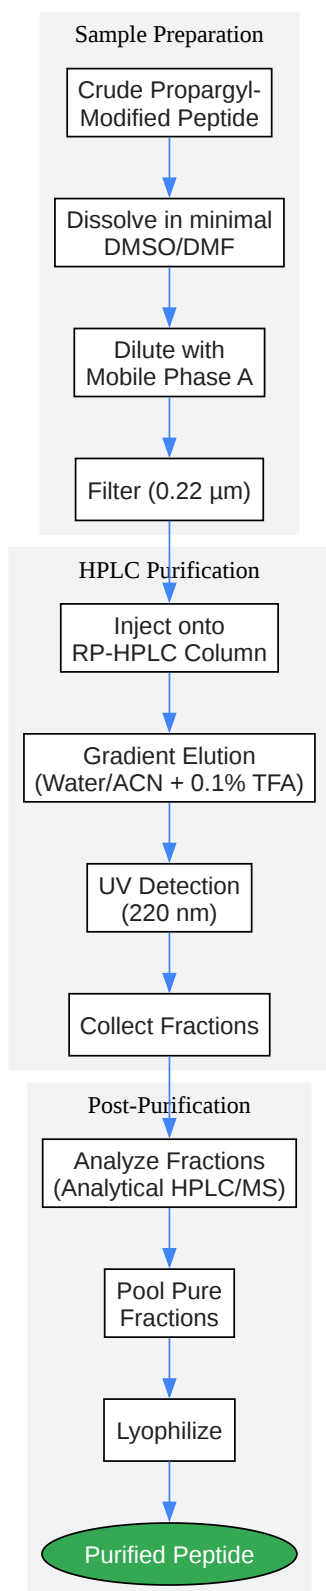 Sample Preparation
Crude Propargyl-
Modified Peptide
Dissolve in minimal
DMSO/DMF
Dilute with
Mobile Phase A
Filter (0.22 µm)
HPLC Purification
Inject onto
RP-HPLC Column
Gradient Elution
(Water/ACN + 0.1% TFA)
UV Detection
(220 nm)
Collect Fractions
Post-Purification
Analyze Fractions
(Analytical HPLC/MS)
Pool Pure
Fractions
Lyophilize
Purified Peptide